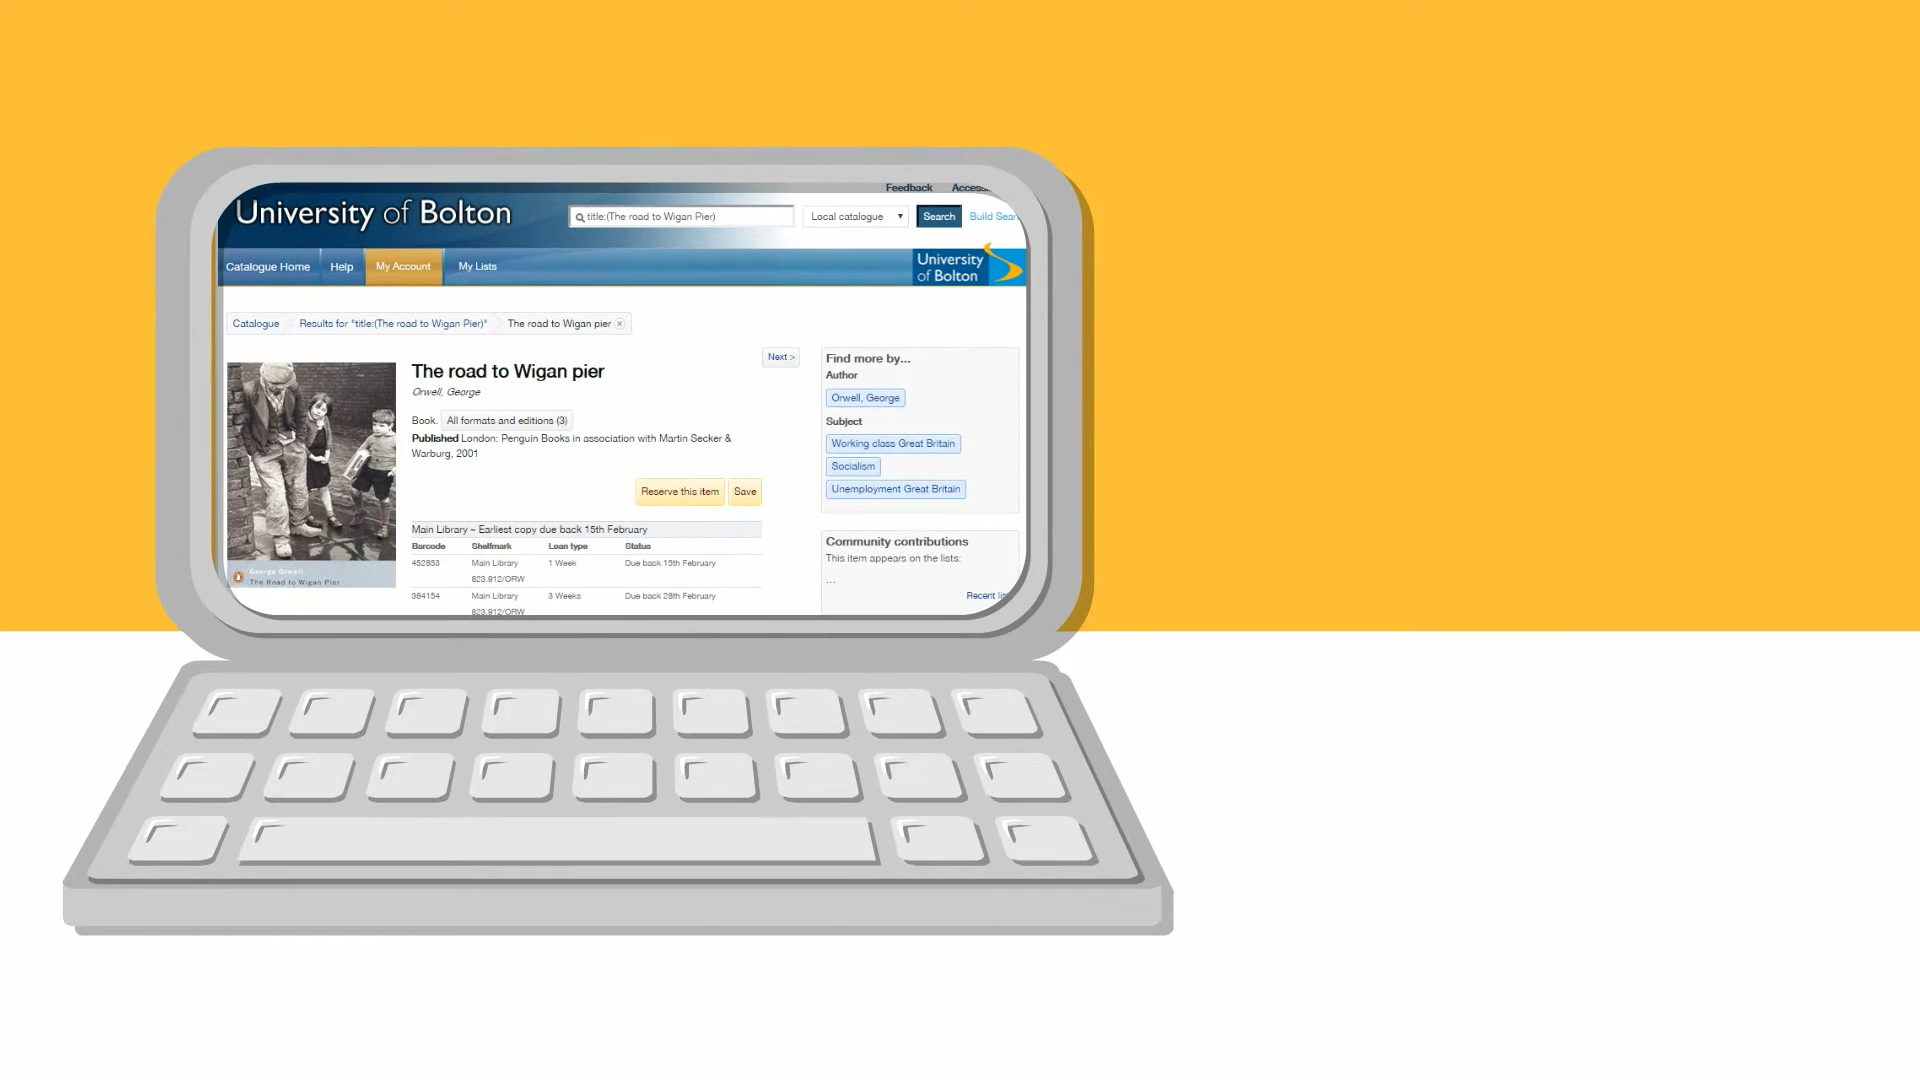 Feedback
University of Bolton
title:(The road to Wigan Pier)
Local catalogue
Search
Build
Catalogue Home
Help
My Account
My Lists
University
of Bolton
Catalogue
Results for "title:(The road to Wigan Pier)"
The road to Wigan pier
Next >
The road to Wigan pier
Orwell, George
Book. All formats and editions (3)
Published London: Penguin Books in association with Martin Secker &
Warburg, 2001
Reserve this item
Save
Main Library – Earliest copy due back 15th February
Barcode Shelfmark Loan type Status
452853 Main Library 1 Week Due back 15th February
823.912/ORW
384154 Main Library 3 Weeks Due back 28th February
823.912/ORW
George Orwell
The Road to Wigan Pier
Find more by...
Author
Orwell, George
Subject
Working class Great Britain
Socialism
Unemployment Great Britain
Community contributions
This item appears on the lists:
...
Recent